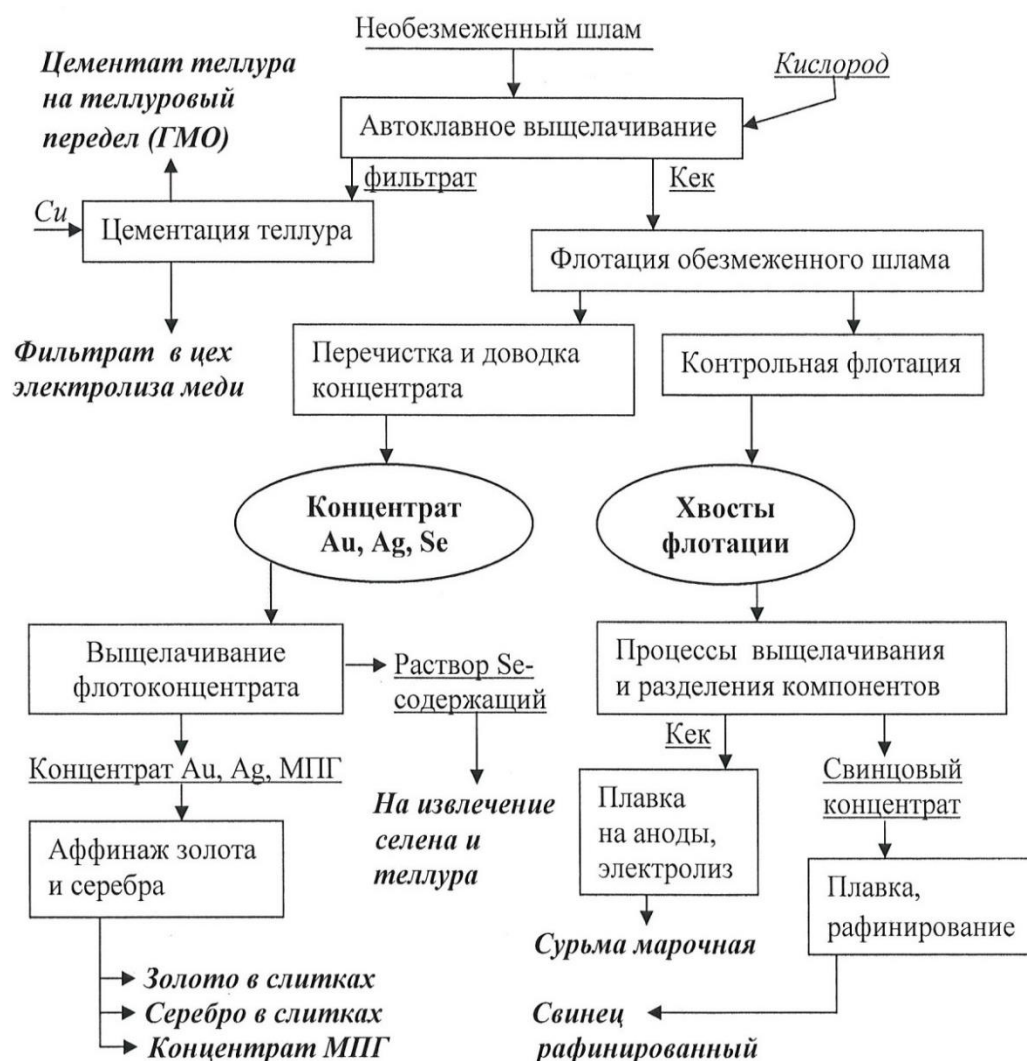 Необезмеженный шлам
Цементат теллура
на теллуровый
передел (ГМО)
Кислород
Автоклавное выщелачивание
фильтрат
Кек
Cu
Цементация теллура
Флотация обезмеженного шлама
Фильтрат в цех
электролиза меди
Перечистка и доводка
концентрата
Контрольная флотация
Концентрат
Au, Ag, Se
Хвосты
флотации
Выщелачивание
флотоконцентрата
Раствор Se-
содержащий
Процессы выщелачивания
и разделения компонентов
Концентрат Au, Ag, МПГ
На извлечение
селена и
теллура
Кек
Свинцовый
концентрат
Аффинаж золота
и серебра
Плавка
на аноды,
электролиз
Плавка,
рафинирование
Сурьма марочная
Золото в слитках
Серебро в слитках
Концентрат МПГ
Свинец
рафинированный